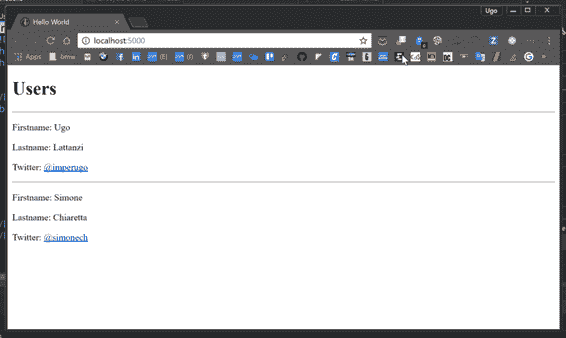 Ugo
Hello World
localhost:5000
Apps
Users
Firstname: Ugo
Lastname: Lattanzi
Twitter: @imperugo
Firstname: Simone
Lastname: Chiaretta
Twitter: @simonech